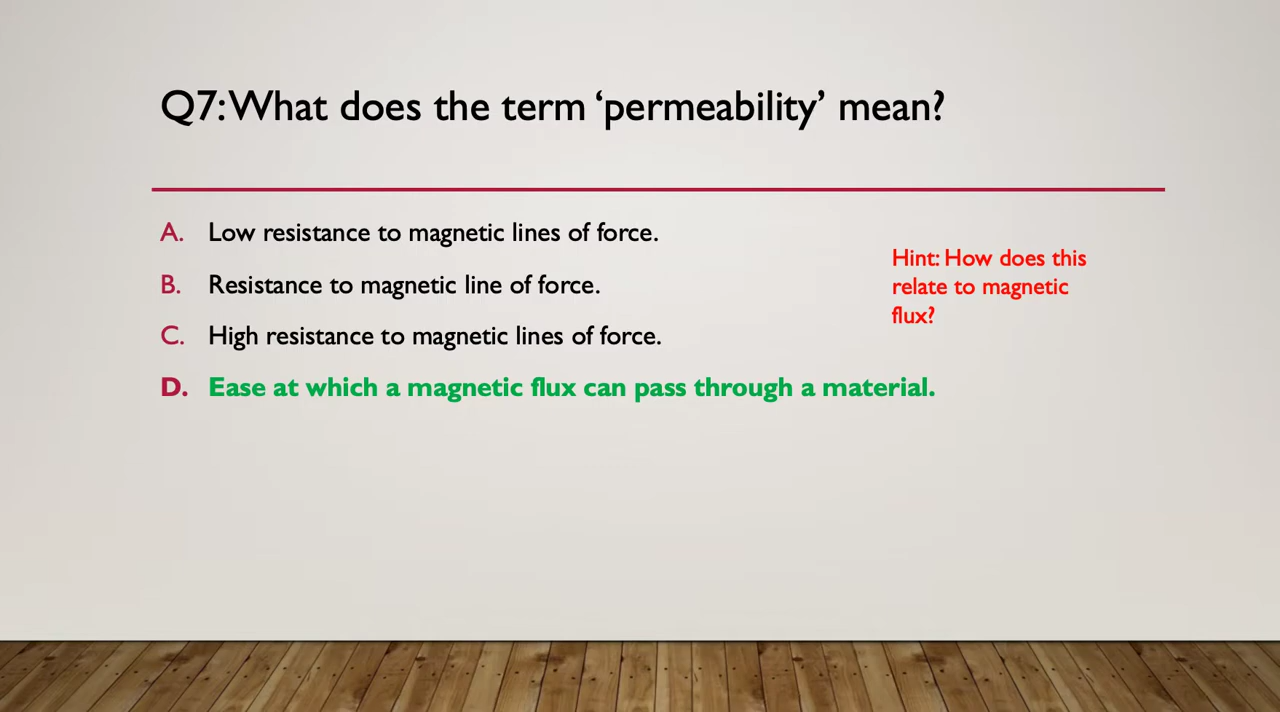 Q7: What does the term ‘permeability’ mean?
A. Low resistance to magnetic lines of force.
B. Resistance to magnetic line of force.
C. High resistance to magnetic lines of force.
D. Ease at which a magnetic flux can pass through a material.
Hint: How does this
relate to magnetic
flux?